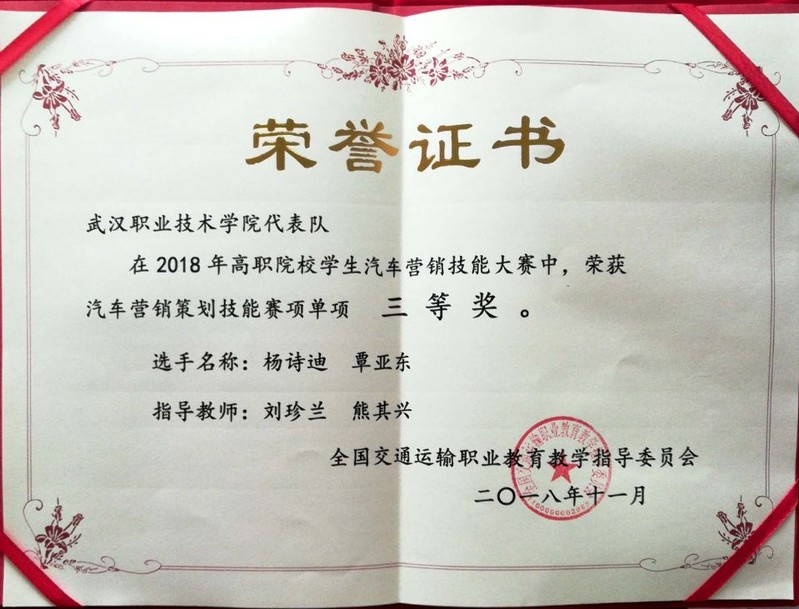 荣誉证书
武汉职业技术学院代表队
在2018年高职院校学生汽车营销技能大赛中，荣获
汽车营销策划技能赛项单项 三等奖。
选手名称：杨诗迪 覃亚东
指导教师：刘珍兰 熊其兴
全国交通运输职业教育教学指导委员会
二〇一八年十一月